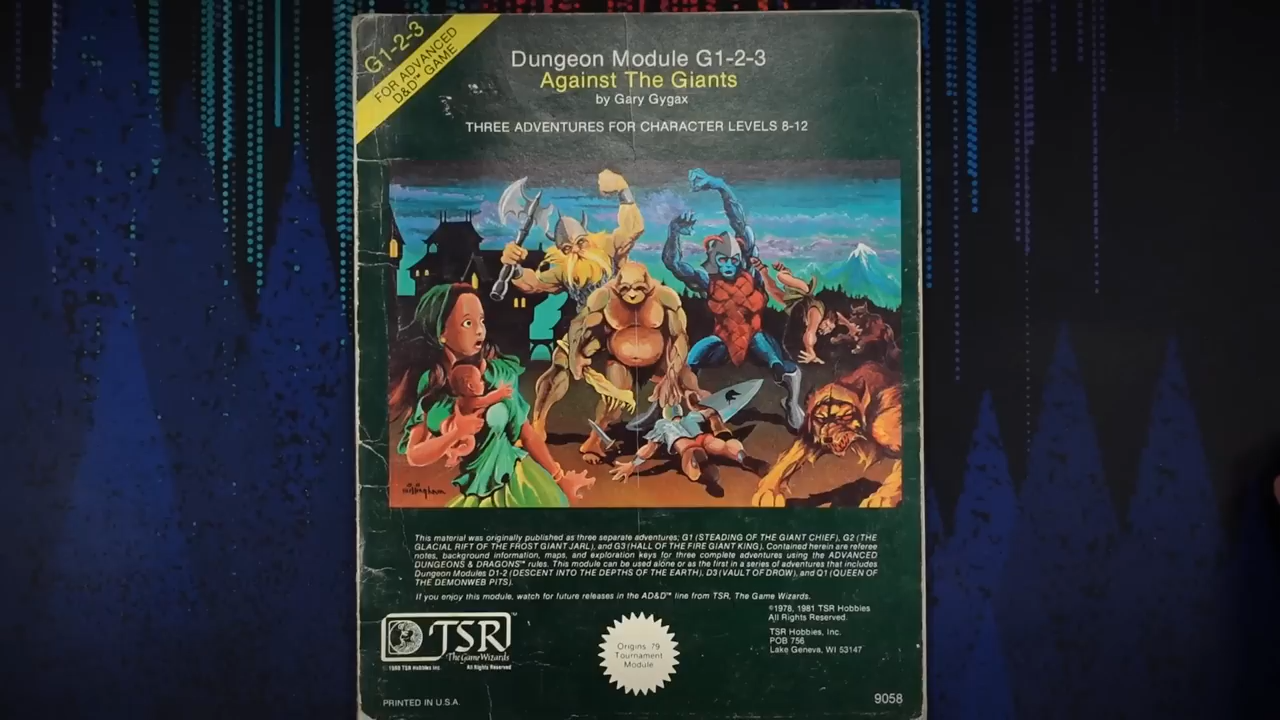 G1-2-3
FOR ADVANCED
D&D™ GAME
Dungeon Module G1-2-3
Against The Giants
by Gary Gygax
THREE ADVENTURES FOR CHARACTER LEVELS 8-12
This material was originally published as three separate adventures; G1 (STEADING OF THE GIANT CHIEF), G2 (THE
GLACIAL RIFT OF THE FROST GIANT JARL), and G3 (HALL OF THE FIRE GIANT KING). Contained herein are referee
notes, background information, maps, and exploration keys for three complete adventures using the ADVANCED
DUNGEONS & DRAGONS™ rules. This module can be used alone or as the first in a series of adventures that includes
Dungeon Modules D1-2 (DESCENT INTO THE DEPTHS OF THE EARTH), D3 (VAULT OF DROW), and Q1 (QUEEN OF
THE DEMONWEB PITS).
If you enjoy this module, watch for future releases in the AD&D™ line from TSR, The Game Wizards.
©1978, 1981 TSR Hobbies
All Rights Reserved.
TSR Hobbies, Inc.
POB 756
Lake Geneva, WI 53147
TSR™
The Game Wizards
©1980 TSR Hobbies Inc.
All Rights Reserved
Origins 79
Tournament
Module
PRINTED IN U.S.A.
9058